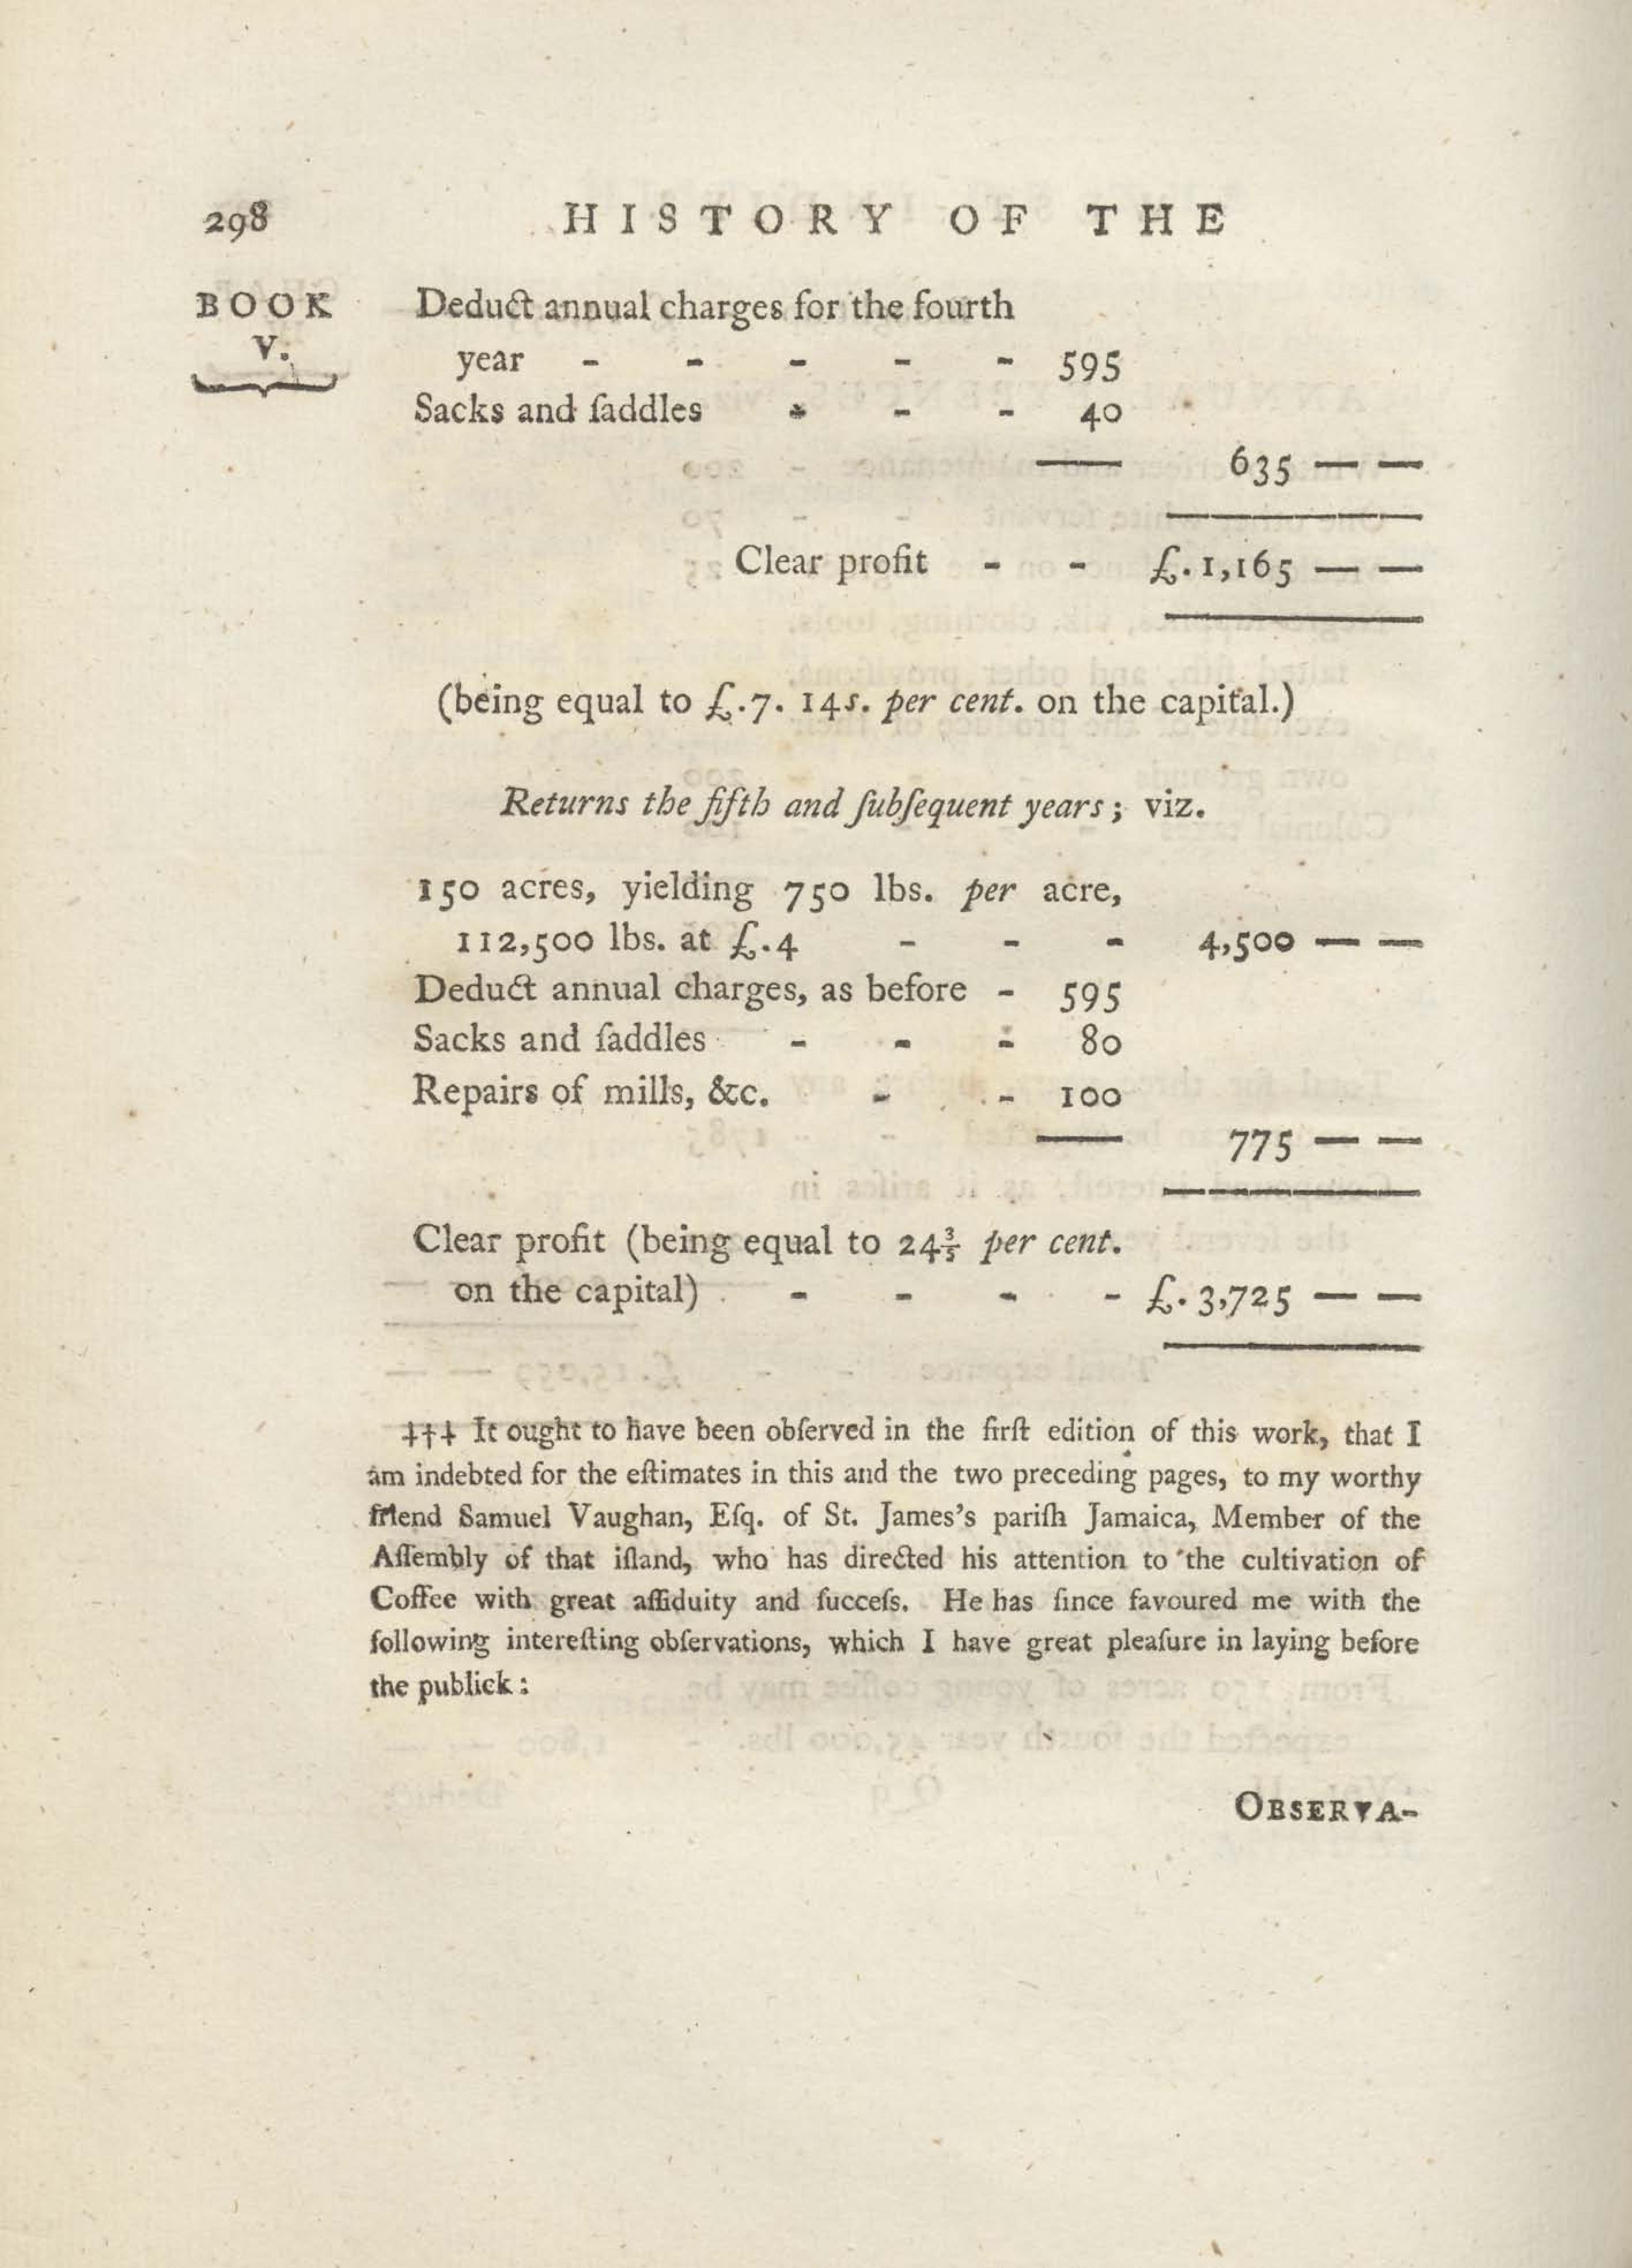 298 HISTORY OF THE
BOOK
V.
Deduct annual charges for the fourth
year - - - - - 595
Sacks and ſaddles - - - 40
635 — —
Clear profit - - £.1,165 — —
(being equal to £.7. 14s. per cent. on the capital.)
Returns the fifth and ſubſequent years; viz.
150 acres, yielding 750 lbs. per acre,
112,500 lbs. at £.4 - - - 4,500 — —
Deduct annual charges, as before - 595
Sacks and ſaddles - - - 80
Repairs of mills, &c. - - 100
775 — —
Clear profit (being equal to 24⅗ per cent.
on the capital) - - - - £.3,725 — —
‡†‡ It ought to have been obſerved in the firſt edition of this work, that I
am indebted for the eſtimates in this and the two preceding pages, to my worthy
friend Samuel Vaughan, Eſq. of St. James's pariſh Jamaica, Member of the
Aſſembly of that iſland, who has directed his attention to the cultivation of
Coffee with great aſſiduity and ſucceſs. He has ſince favoured me with the
following intereſting obſervations, which I have great pleaſure in laying before
the publick:
OBSERVA-